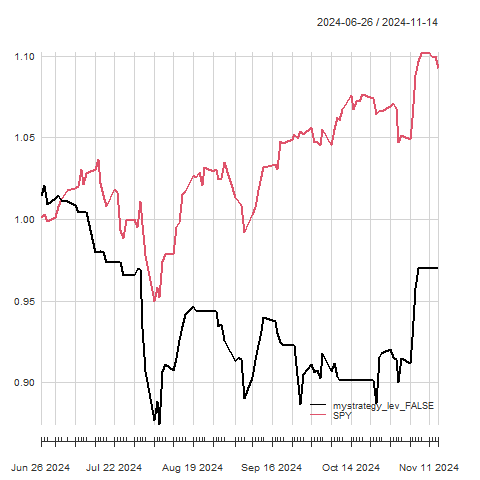 2024-06-26 / 2024-11-14
1.10
1.05
1.00
0.95
0.90
mystrategy_lev_FALSE
SPY
Jun 26 2024 Jul 22 2024 Aug 19 2024 Sep 16 2024 Oct 14 2024 Nov 11 2024